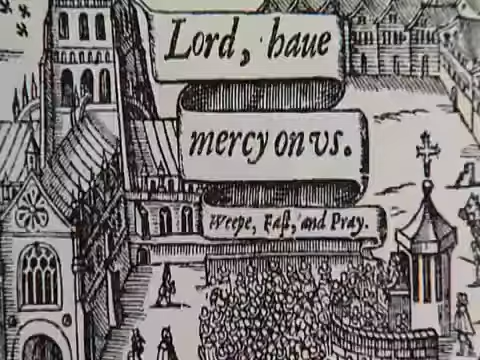 Lord, haue
mercy on vs.
Weepe, Faſt, and Pray.